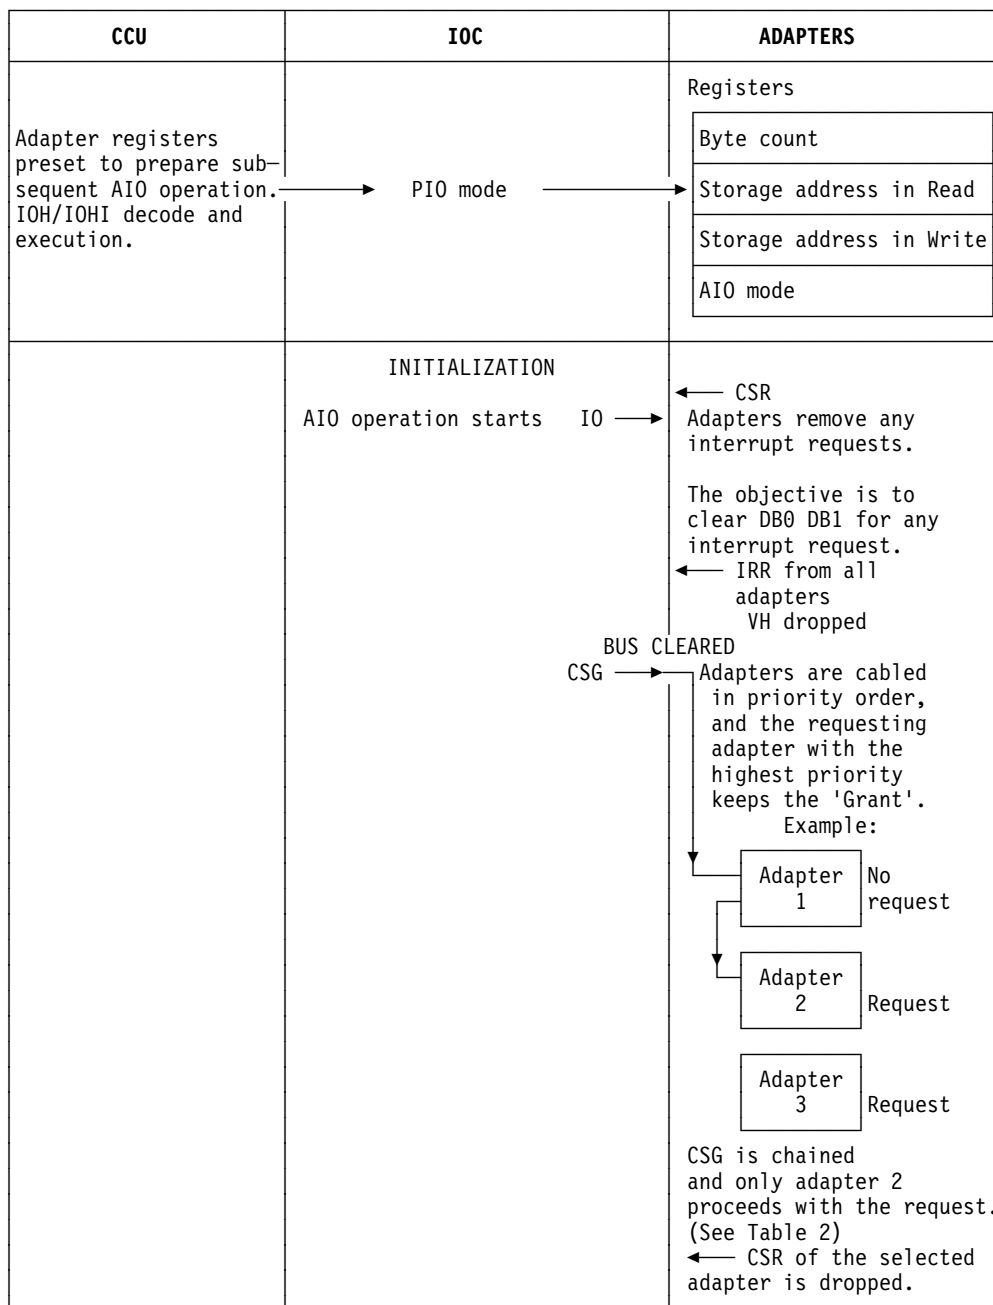 CCU IOC ADAPTERS
Registers
Adapter registers
preset to prepare sub—
sequent AIO operation.
IOH/IOHI decode and
execution.
PIO mode
Byte count
Storage address in Read
Storage address in Write
AIO mode
INITIALIZATION
CSR
AIO operation starts IO
Adapters remove any
interrupt requests.
The objective is to
clear DB0 DB1 for any
interrupt request.
IRR from all
adapters
VH dropped
BUS CLEARED
CSG
Adapters are cabled
in priority order,
and the requesting
adapter with the
highest priority
keeps the 'Grant'.
Example:
Adapter
1
No
request
Adapter
2
Request
Adapter
3
Request
CSG is chained
and only adapter 2
proceeds with the request.
(See Table 2)
CSR of the selected
adapter is dropped.